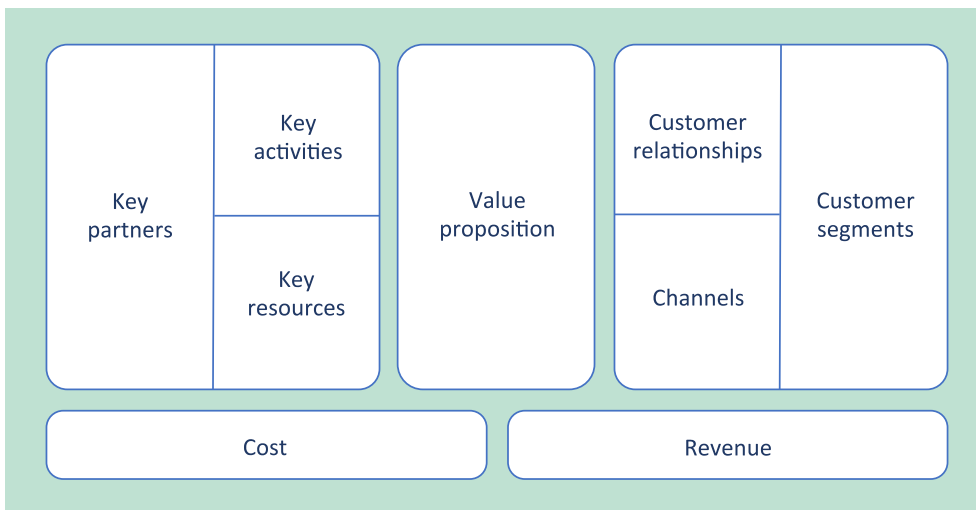 Key
partners
Key
activities
Key
resources
Value
proposition
Customer
relationships
Channels
Customer
segments
Cost
Revenue